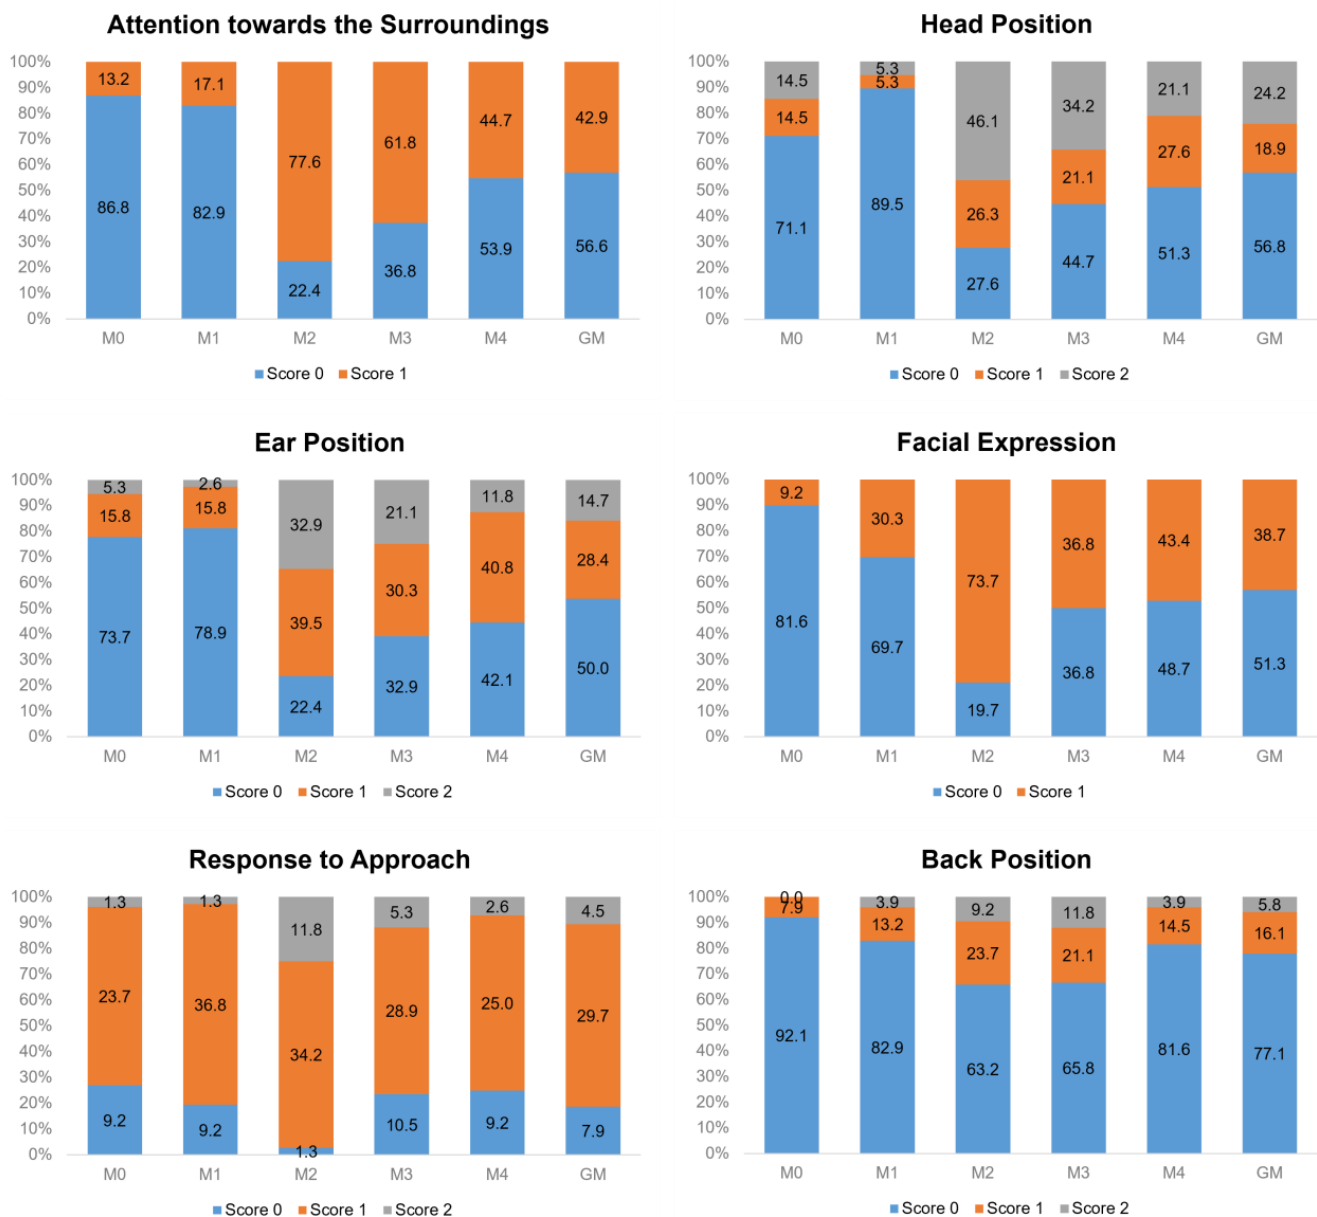 Attention towards the Surroundings
100%
90%
80%
70%
60%
50%
40%
30%
20%
10%
0%
13.2 17.1 77.6 61.8 44.7 42.9
86.8 82.9 22.4 36.8 53.9 56.6
M0 M1 M2 M3 M4 GM
Score 0 Score 1
Head Position
100%
90%
80%
70%
60%
50%
40%
30%
20%
10%
0%
14.5 5.3 46.1 34.2 21.1 24.2
14.5 5.3 26.3 21.1 27.6 18.9
71.1 89.5 27.6 44.7 51.3 56.8
M0 M1 M2 M3 M4 GM
Score 0 Score 1 Score 2
Ear Position
100%
90%
80%
70%
60%
50%
40%
30%
20%
10%
0%
5.3 2.6 32.9 21.1 11.8 14.7
15.8 15.8 39.5 30.3 40.8 28.4
73.7 78.9 22.4 32.9 42.1 50.0
M0 M1 M2 M3 M4 GM
Score 0 Score 1 Score 2
Facial Expression
100%
90%
80%
70%
60%
50%
40%
30%
20%
10%
0%
9.2 30.3 73.7 36.8 43.4 38.7
81.6 69.7 19.7 36.8 48.7 51.3
M0 M1 M2 M3 M4 GM
Score 0 Score 1
Response to Approach
100%
90%
80%
70%
60%
50%
40%
30%
20%
10%
0%
1.3 1.3 11.8 5.3 2.6 4.5
23.7 36.8 34.2 28.9 25.0 29.7
9.2 9.2 1.3 10.5 9.2 7.9
M0 M1 M2 M3 M4 GM
Score 0 Score 1 Score 2
Back Position
100%
90%
80%
70%
60%
50%
40%
30%
20%
10%
0%
0.0 3.9 9.2 11.8 3.9 5.8
7.9 13.2 23.7 21.1 14.5 16.1
92.1 82.9 63.2 65.8 81.6 77.1
M0 M1 M2 M3 M4 GM
Score 0 Score 1 Score 2